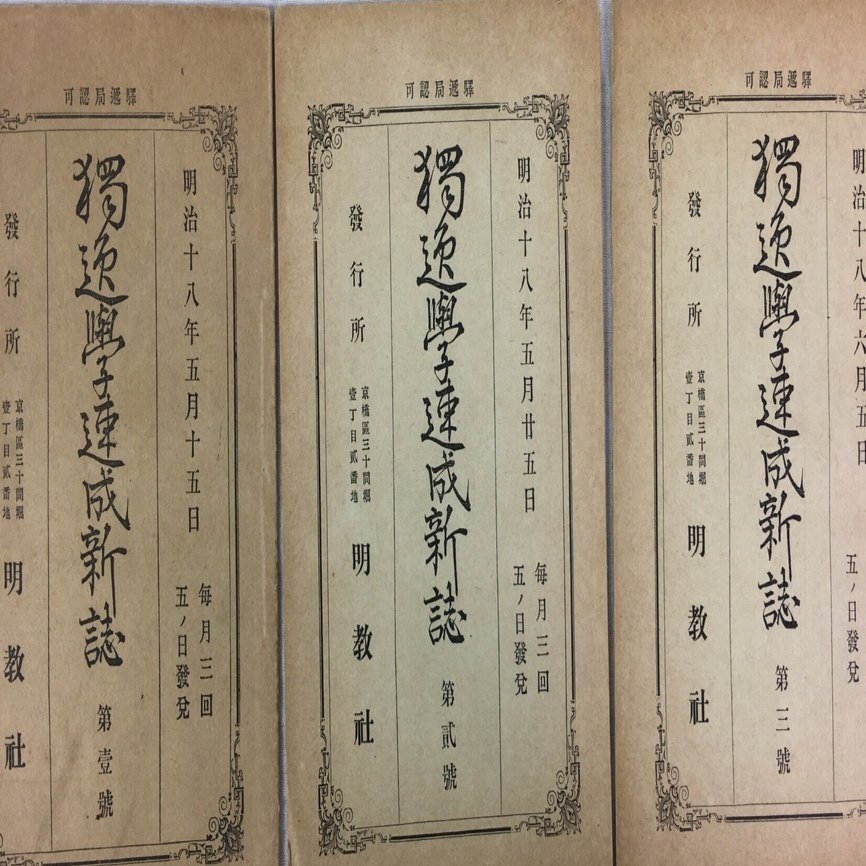 可認局遞驛
明治十八年五月十五日
每月三回
五ノ日發兌
獨逸學速成新誌
第壹號
發行所
京橋區三十間堀
壹丁目貳番地
明教社
可認局遞驛
明治十八年五月廿五日
每月三回
五ノ日發兌
獨逸學速成新誌
第貳號
發行所
京橋區三十間堀
壹丁目貳番地
明教社
可認局遞驛
明治十八年六月五日
五ノ日發兌
獨逸學速成新誌
第三號
發行所
京橋區三十間堀
壹丁目貳番地
明教社